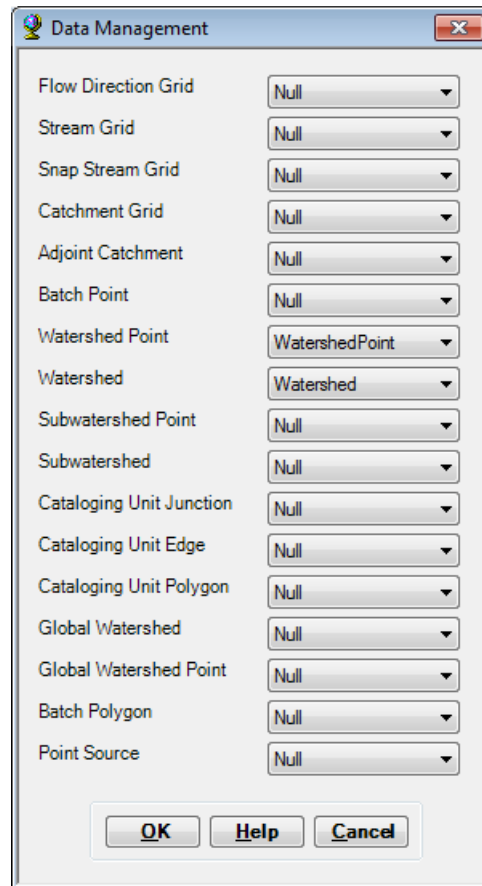 Data Management
Flow Direction Grid Null
Stream Grid Null
Snap Stream Grid Null
Catchment Grid Null
Adjoint Catchment Null
Batch Point Null
Watershed Point WatershedPoint
Watershed Watershed
Subwatershed Point Null
Subwatershed Null
Cataloging Unit Junction Null
Cataloging Unit Edge Null
Cataloging Unit Polygon Null
Global Watershed Null
Global Watershed Point Null
Batch Polygon Null
Point Source Null
OK Help Cancel